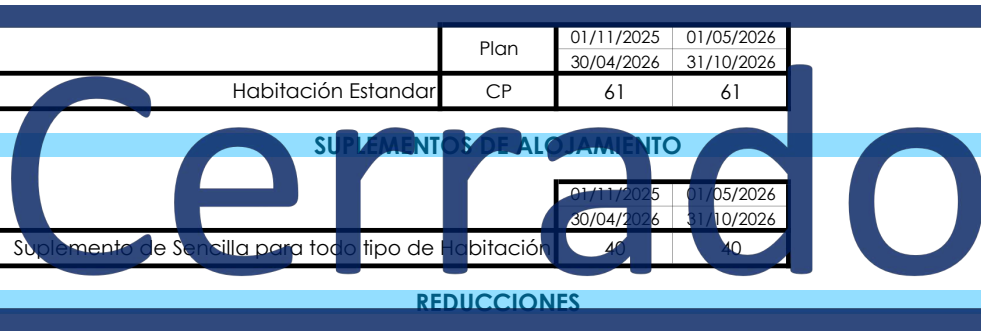 Plan 01/11/2025 01/05/2026
30/04/2026 31/10/2026
Habitación Estandar CP 61 61
SUPLEMENTOS DE ALOJAMIENTO
01/11/2025 01/05/2026
30/04/2026 31/10/2026
Suplemento de Sencilla para todo tipo de Habitación 40 40
Cerrado
REDUCCIONES